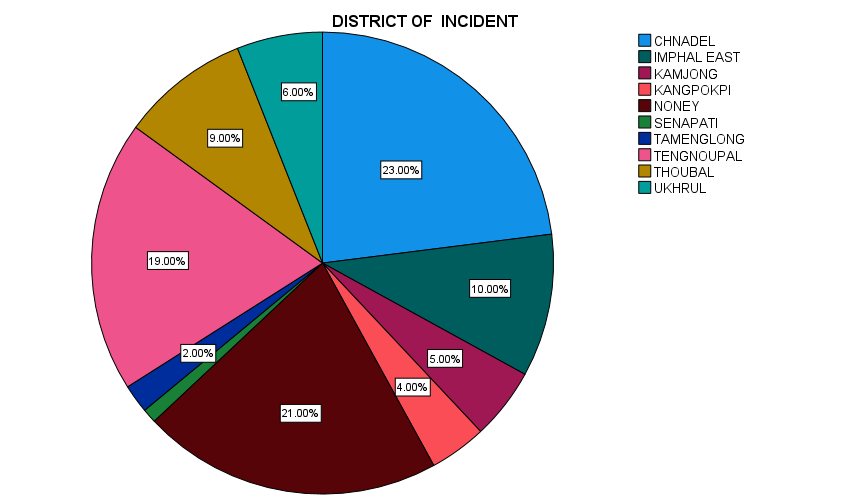 DISTRICT OF INCIDENT
CHNADEL
IMPHAL EAST
KAMJONG
KANGPOKPI
NONEY
SENAPATI
TAMENGLONG
TENGNOUPAL
THOUBAL
UKHRUL
6.00%
9.00%
23.00%
19.00%
10.00%
2.00%
5.00%
4.00%
21.00%